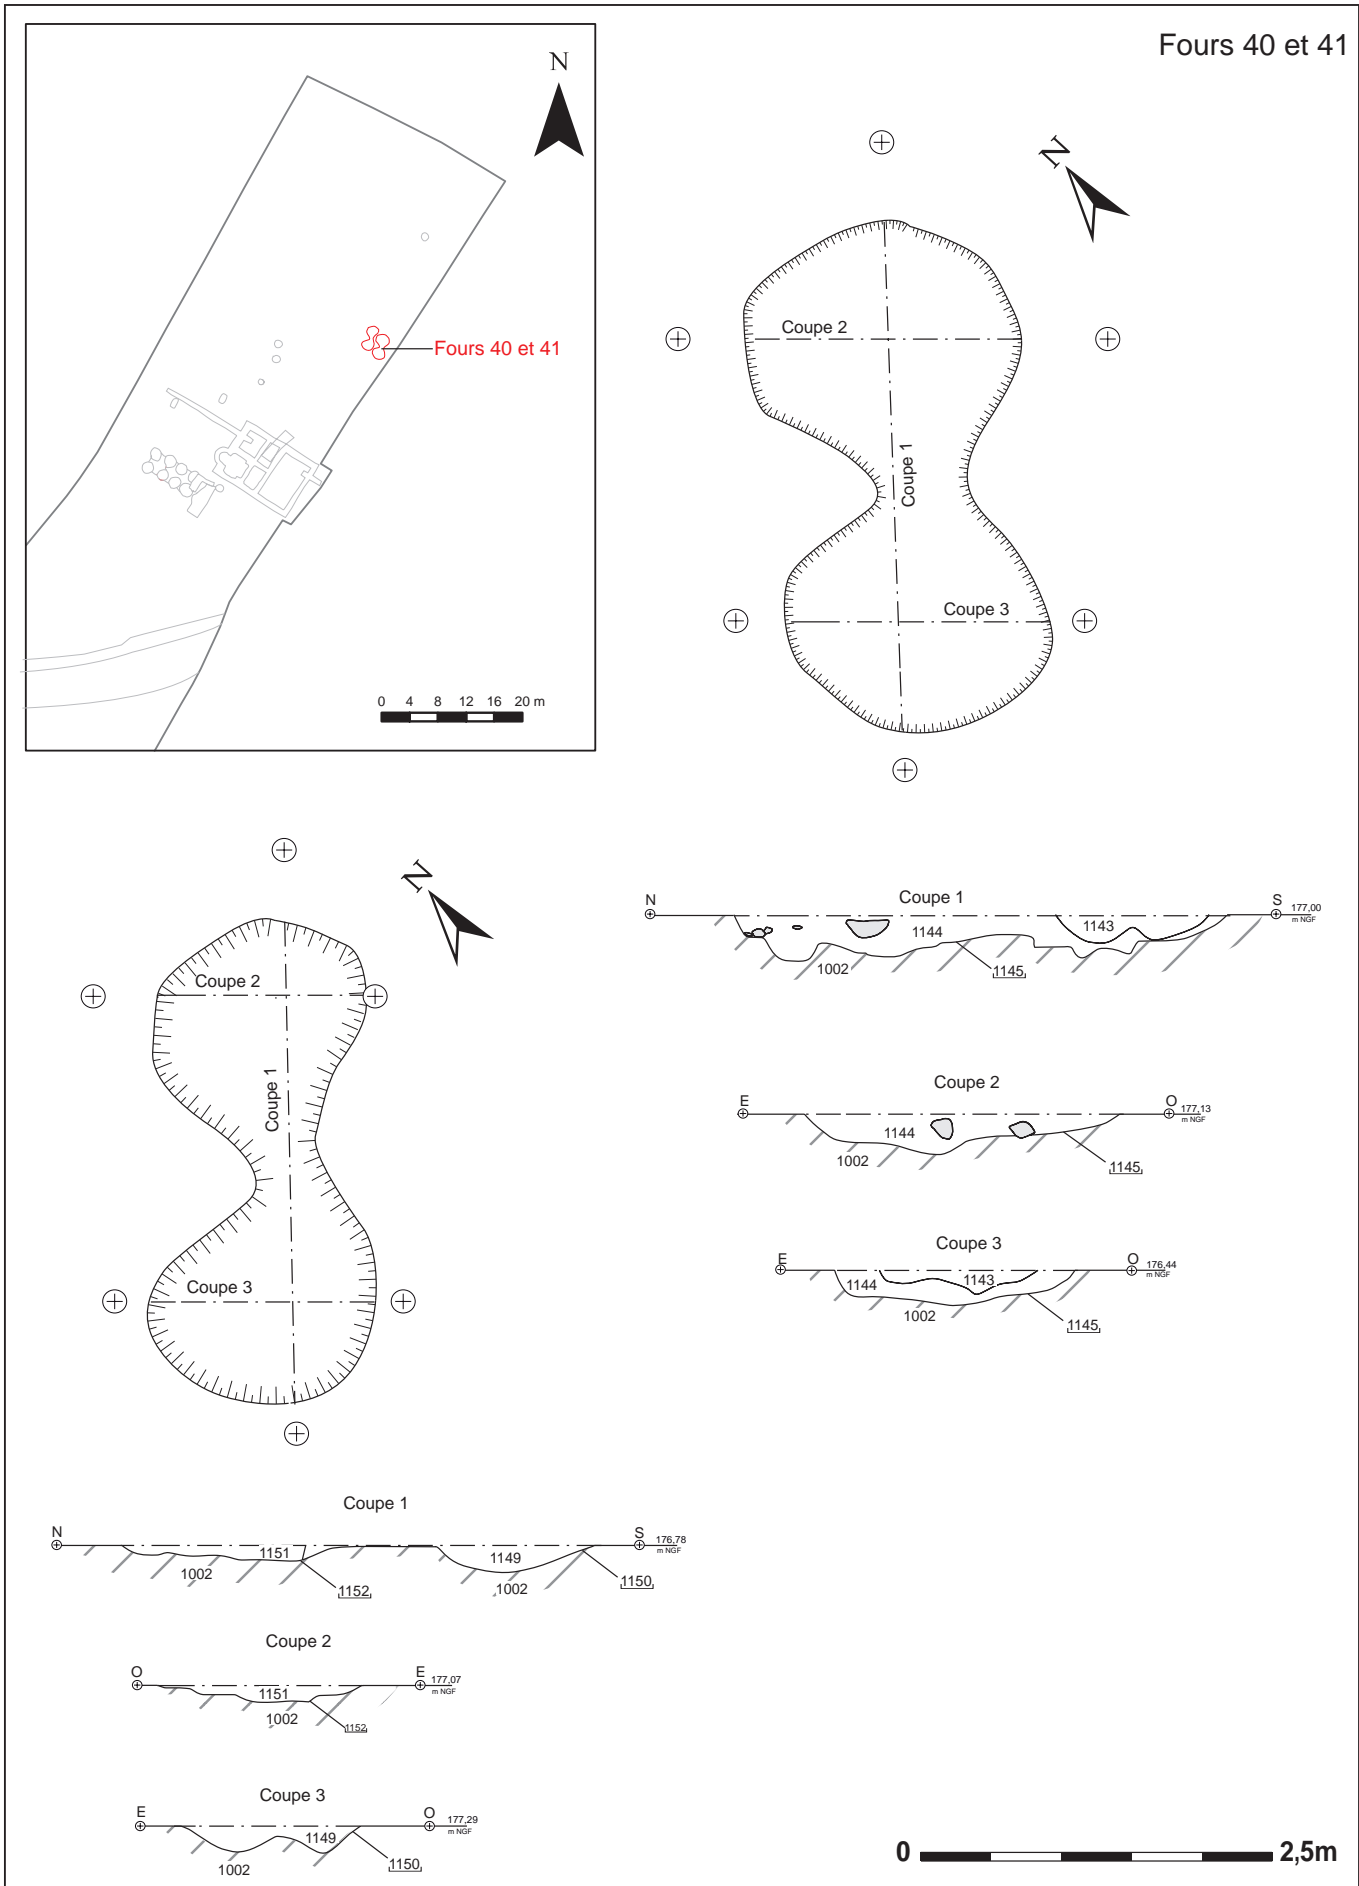 Fours 40 et 41
N
Fours 40 et 41
0 4 8 12 16 20 m
N
Coupe 2
Coupe 1
Coupe 3
N
Coupe 2
Coupe 1
Coupe 3
Coupe 1
N
S
177,00
m NGF
1144
1143
1002
1145
Coupe 2
E
O
177,13
m NGF
1144
1002
1145
Coupe 3
E
O
176,44
m NGF
1144
1143
1002
1145
Coupe 1
N
S
176,78
m NGF
1151
1149
1002
1152
1002
1150
Coupe 2
O
E
177,07
m NGF
1151
1002
1152
Coupe 3
E
O
177,29
m NGF
1149
1002
1150
0 2,5m